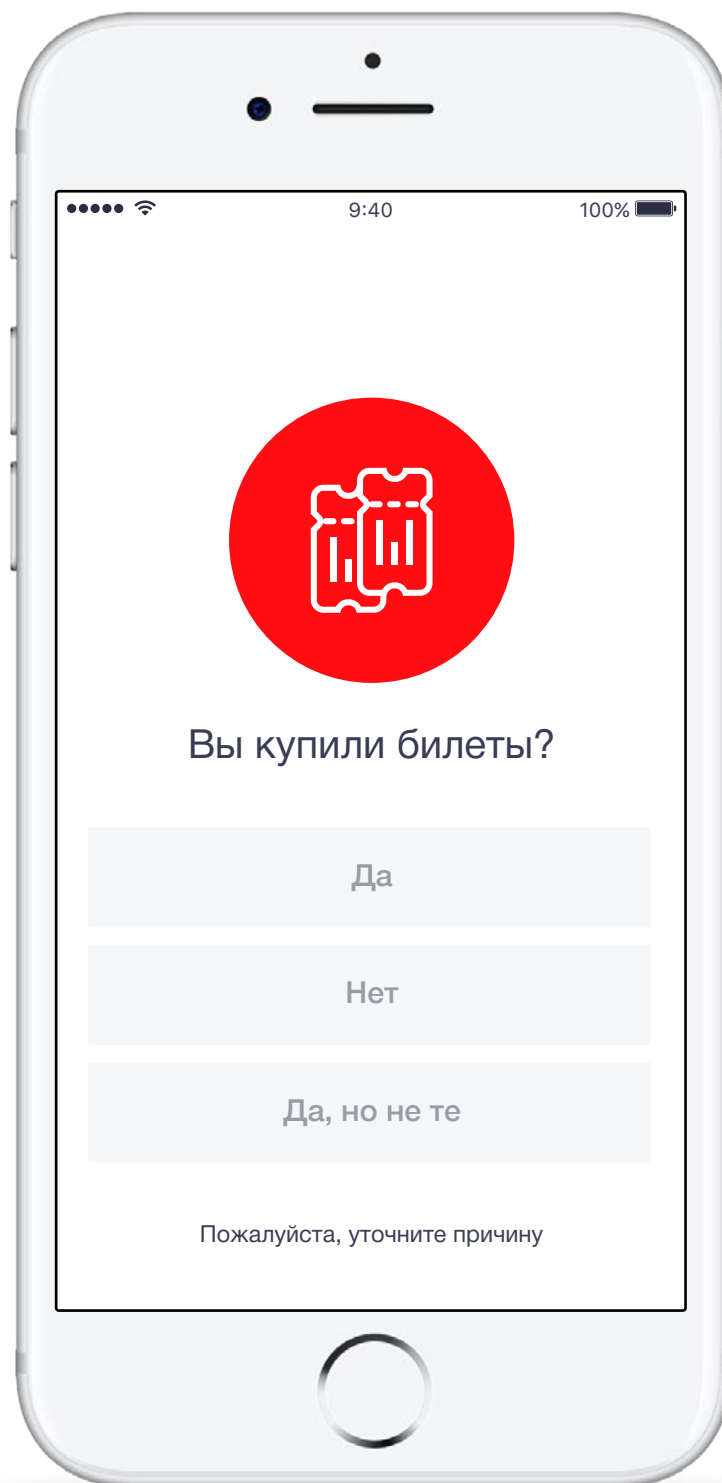 9:40
100%
Вы купили билеты?
Да
Нет
Да, но не те
Пожалуйста, уточните причину